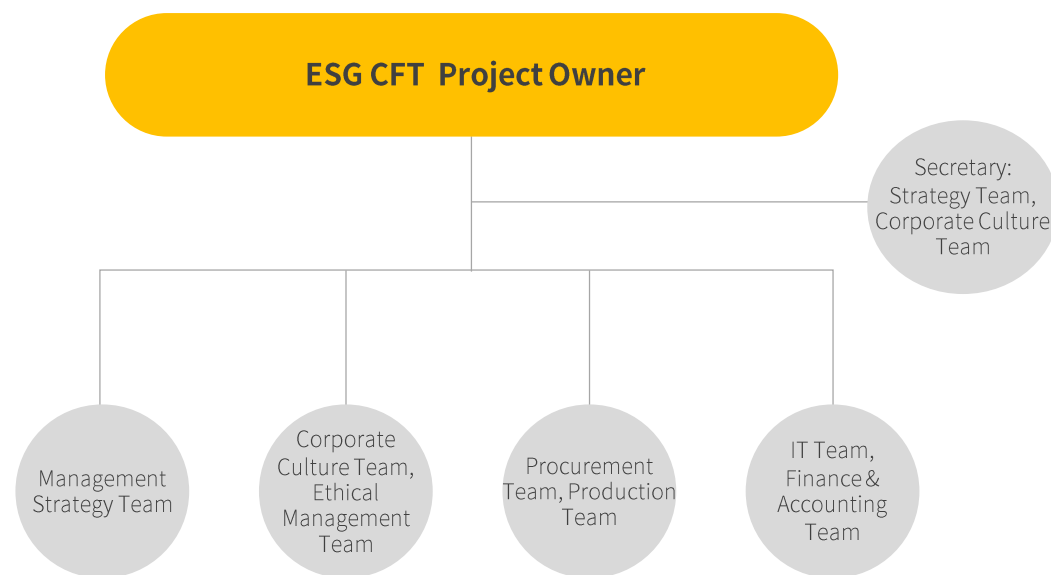 ESG CFT Project Owner
Secretary:
Strategy Team,
Corporate Culture
Team
Management
Strategy Team
Corporate
Culture Team,
Ethical
Management
Team
Procurement
Team, Production
Team
IT Team,
Finance &
Accounting
Team